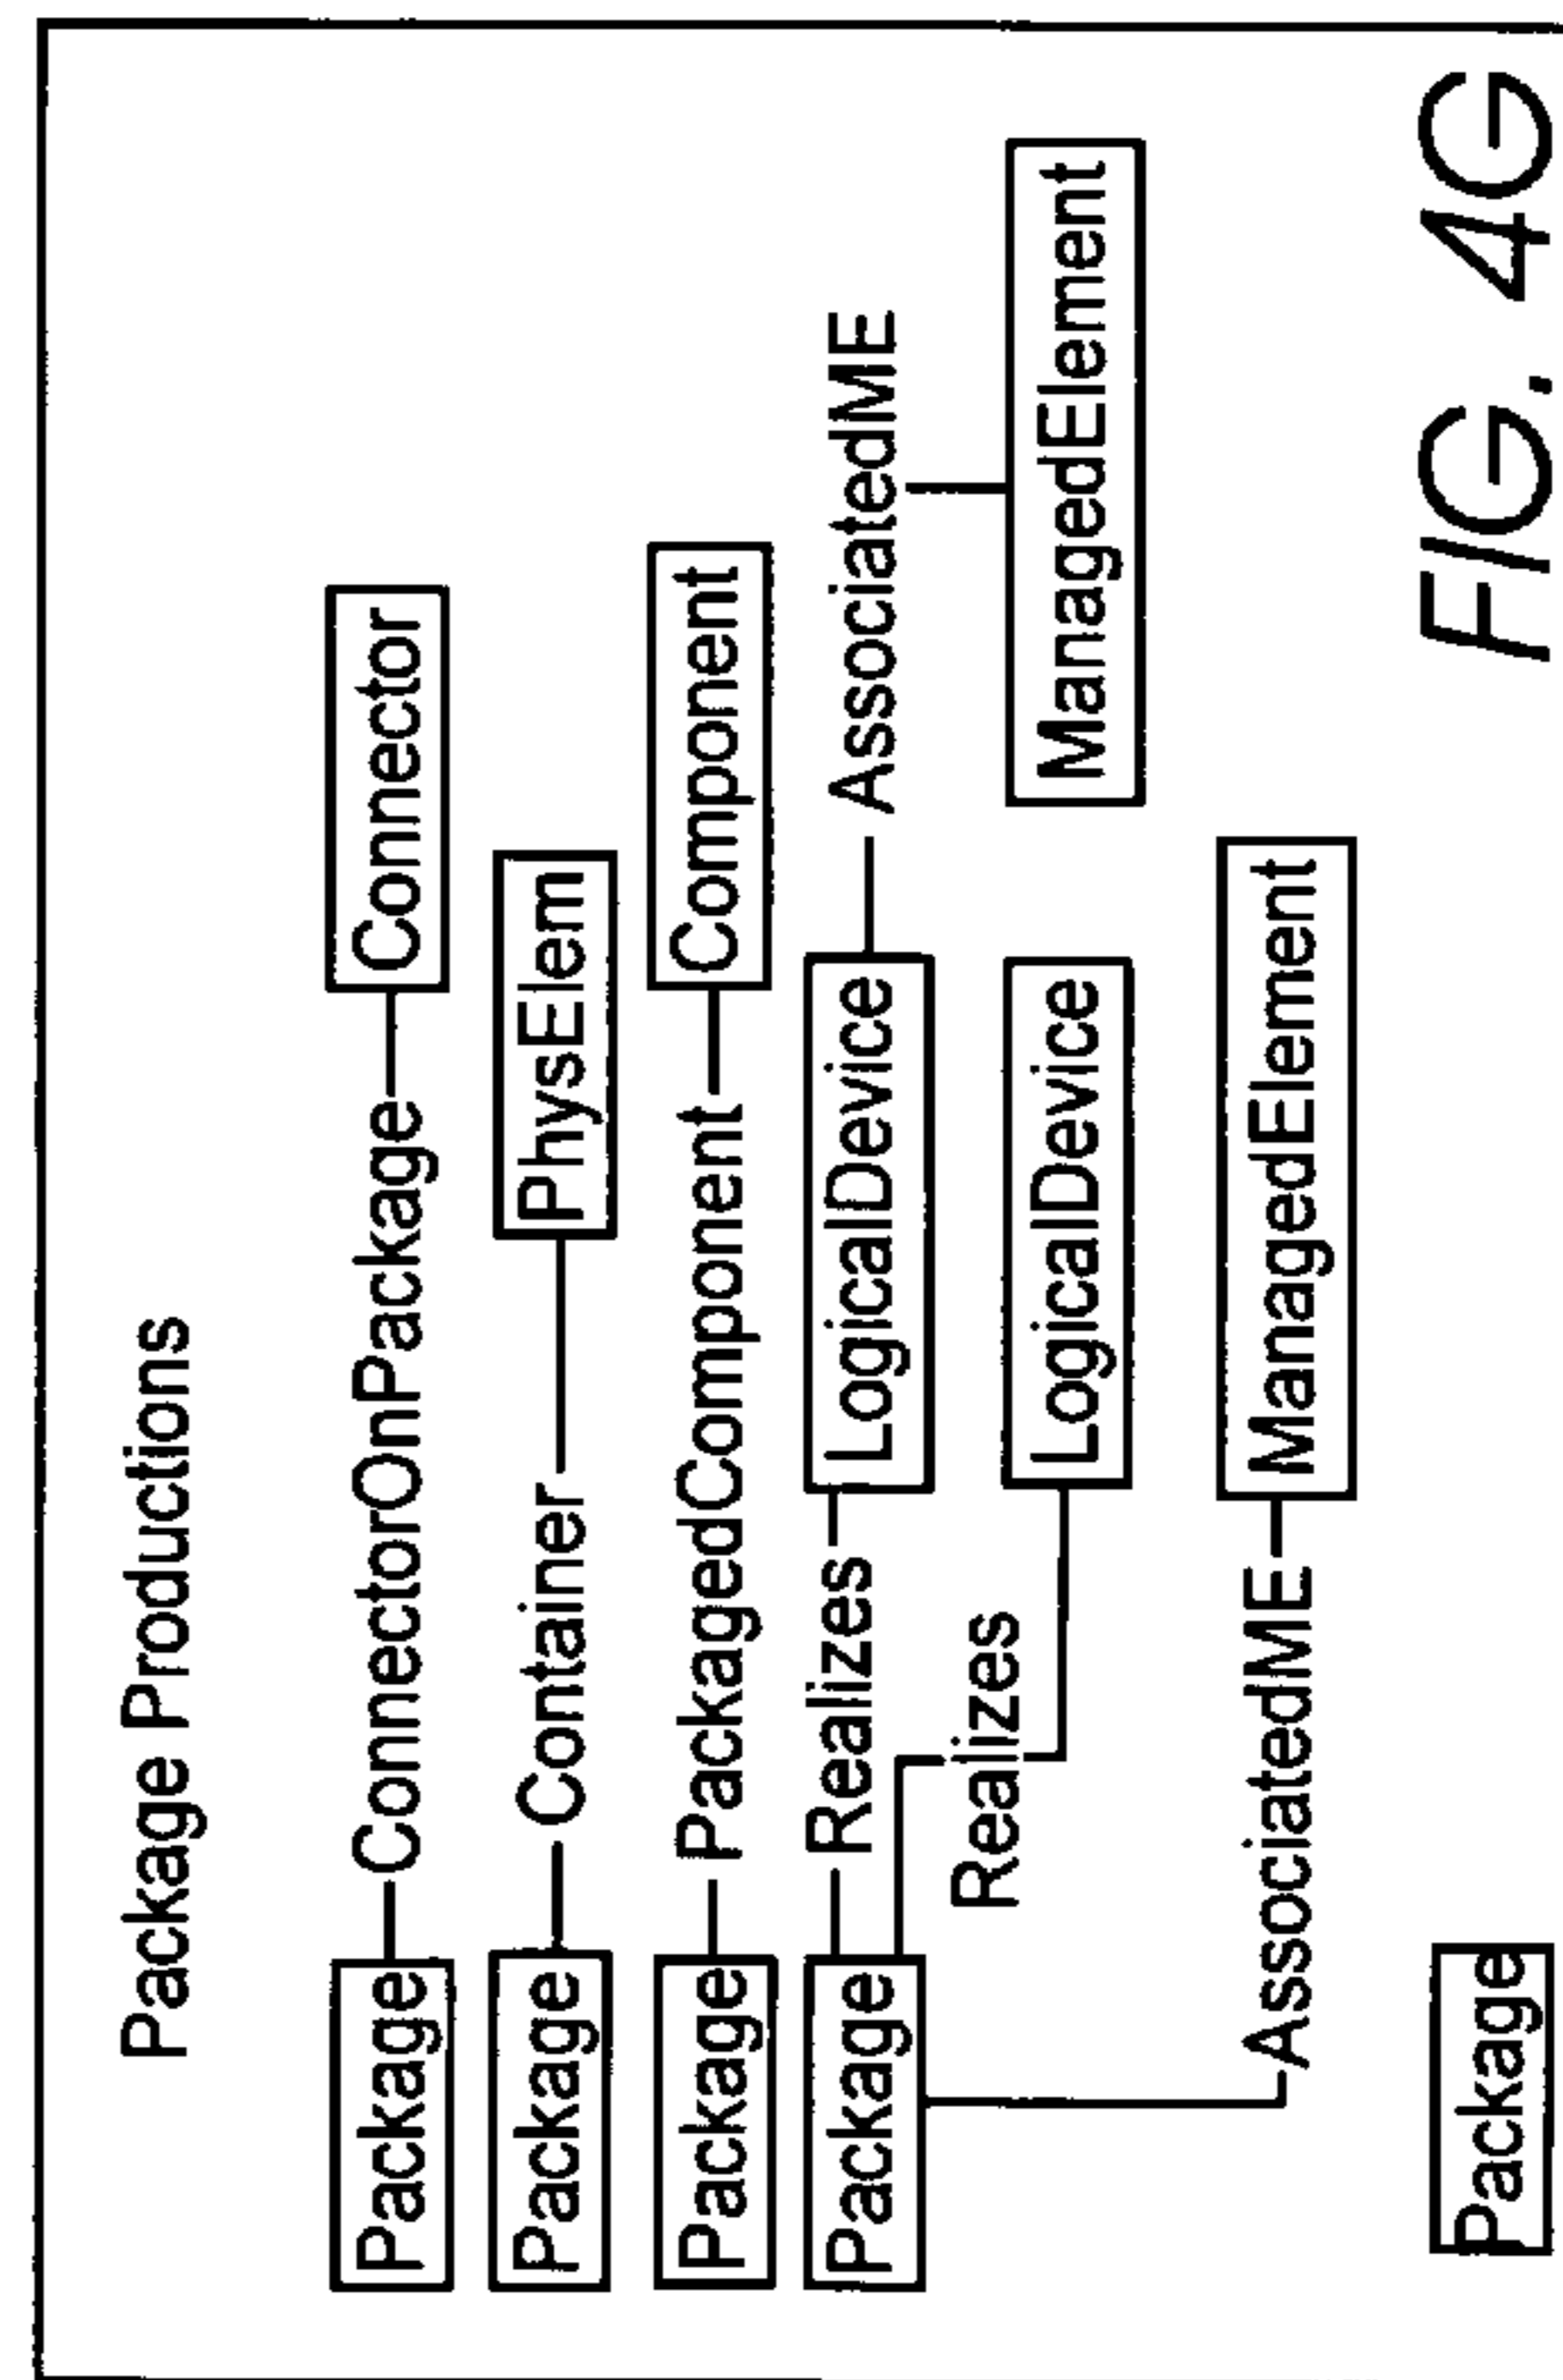 Package Productions
Package ConnectorOnPackage Connector
Package Container PhysElem
Package PackagedComponent Component
Package Realizes LogicalDevice AssociatedME
Realizes LogicalDevice ManagedElement
AssociatedME ManagedElement
Package
FIG. 4G